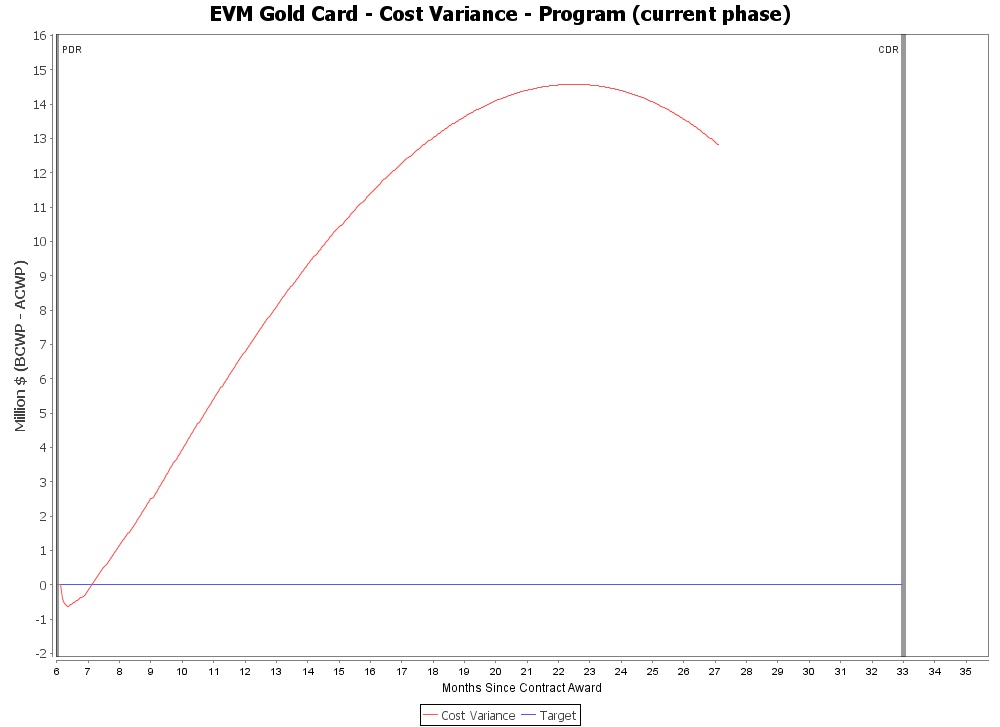 EVM Gold Card - Cost Variance - Program (current phase)
16
PDR
CDR
15
14
13
12
11
10
9
8
7
6
5
4
3
2
1
0
-1
-2
Million $ (BCWP - ACWP)
6 7 8 9 10 11 12 13 14 15 16 17 18 19 20 21 22 23 24 25 26 27 28 29 30 31 32 33 34 35
Months Since Contract Award
Cost Variance Target